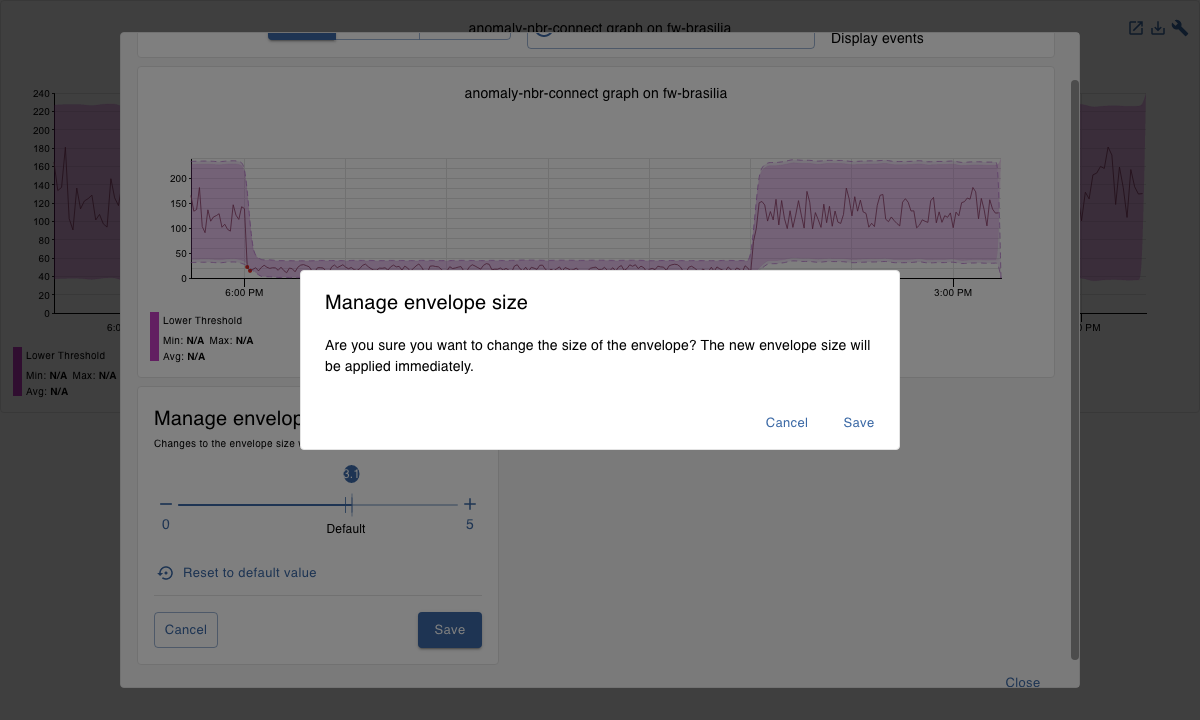 anomaly-nbr-connect graph on fw-brasilia
Display events
anomaly-nbr-connect graph on fw-brasilia
240
220
200
180
160
140
120
100
80
60
40
20
0
200
150
100
50
0
6:00 PM
3:00 PM
6:0
PM
Lower Threshold
Min: N/A Max: N/A
Avg: N/A
Lower Threshold
Min: N/A Max: N/A
Avg: N/A
Manage envelope size
Are you sure you want to change the size of the envelope? The new envelope size will
be applied immediately.
Cancel Save
Manage envelop
Changes to the envelope size
3.1
0 5
Default
Reset to default value
Cancel Save
Close